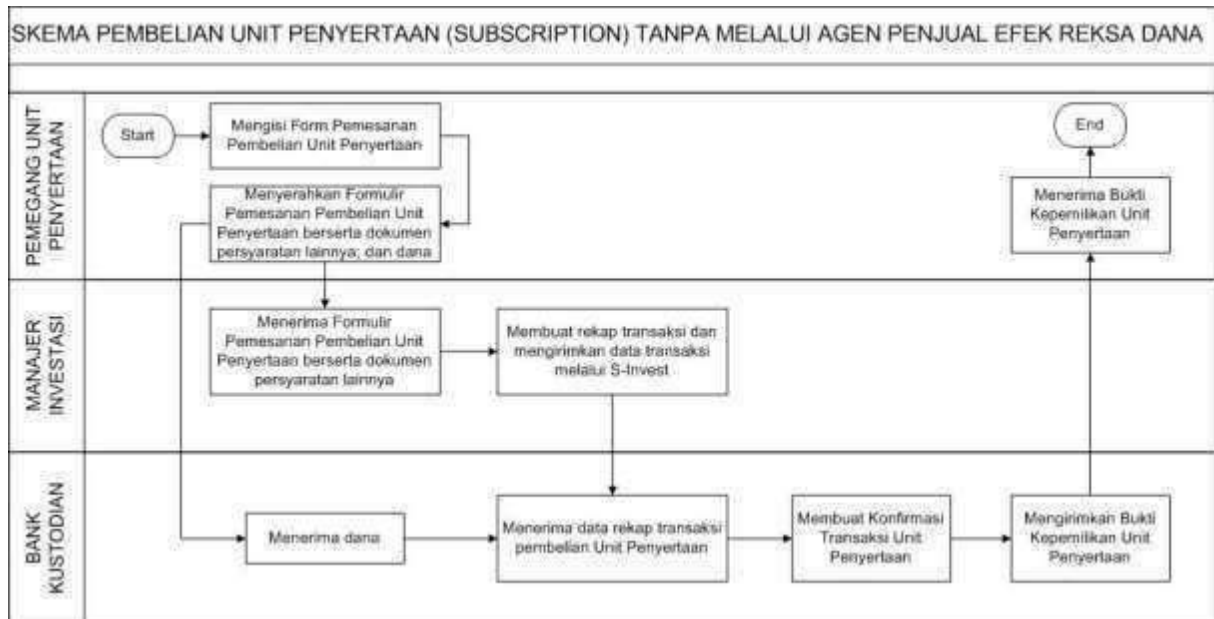 SKEMA PEMBELIAN UNIT PENYERTAAN (SUBSCRIPTION) TANPA MELALUI AGEN PENJUAL EFEK REKSA DANA
PEMEGANG UNIT
PENYERTAAN
Start
Mengisi Form Pemesanan
Pembelian Unit Penyertaan
Menyerahkan Formulir
Pemesanan Pembelian Unit
Penyertaan berserta dokumen
persyaratan lainnya; dan dana
End
Menerima Bukti
Kepemilikan Unit
Penyertaan
MANAJER
INVESTASI
Menerima Formulir
Pemesanan Pembelian Unit
Penyertaan berserta dokumen
persyaratan lainnya
Membuat rekap transaksi dan
mengirimkan data transaksi
melalui S-Invest
BANK
KUSTODIAN
Menerima dana
Menerima data rekap transaksi
pembelian Unit Penyertaan
Membuat Konfirmasi
Transaksi Unit
Penyertaan
Mengirimkan Bukti
Kepemilikan Unit
Penyertaan